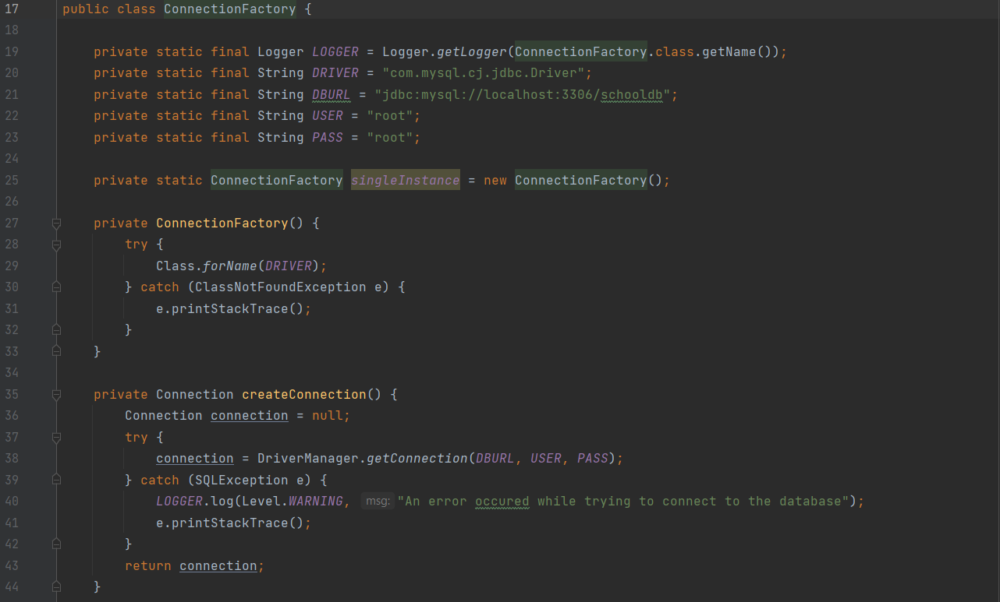 17 public class ConnectionFactory {
18
19     private static final Logger LOGGER = Logger.getLogger(ConnectionFactory.class.getName());
20     private static final String DRIVER = "com.mysql.cj.jdbc.Driver";
21     private static final String DBURL = "jdbc:mysql://localhost:3306/schooldb";
22     private static final String USER = "root";
23     private static final String PASS = "root";
24
25     private static ConnectionFactory singleInstance = new ConnectionFactory();
26
27     private ConnectionFactory() {
28         try {
29             Class.forName(DRIVER);
30         } catch (ClassNotFoundException e) {
31             e.printStackTrace();
32         }
33     }
34
35     private Connection createConnection() {
36         Connection connection = null;
37         try {
38             connection = DriverManager.getConnection(DBURL, USER, PASS);
39         } catch (SQLException e) {
40             LOGGER.log(Level.WARNING, msg: "An error occured while trying to connect to the database");
41             e.printStackTrace();
42         }
43         return connection;
44     }